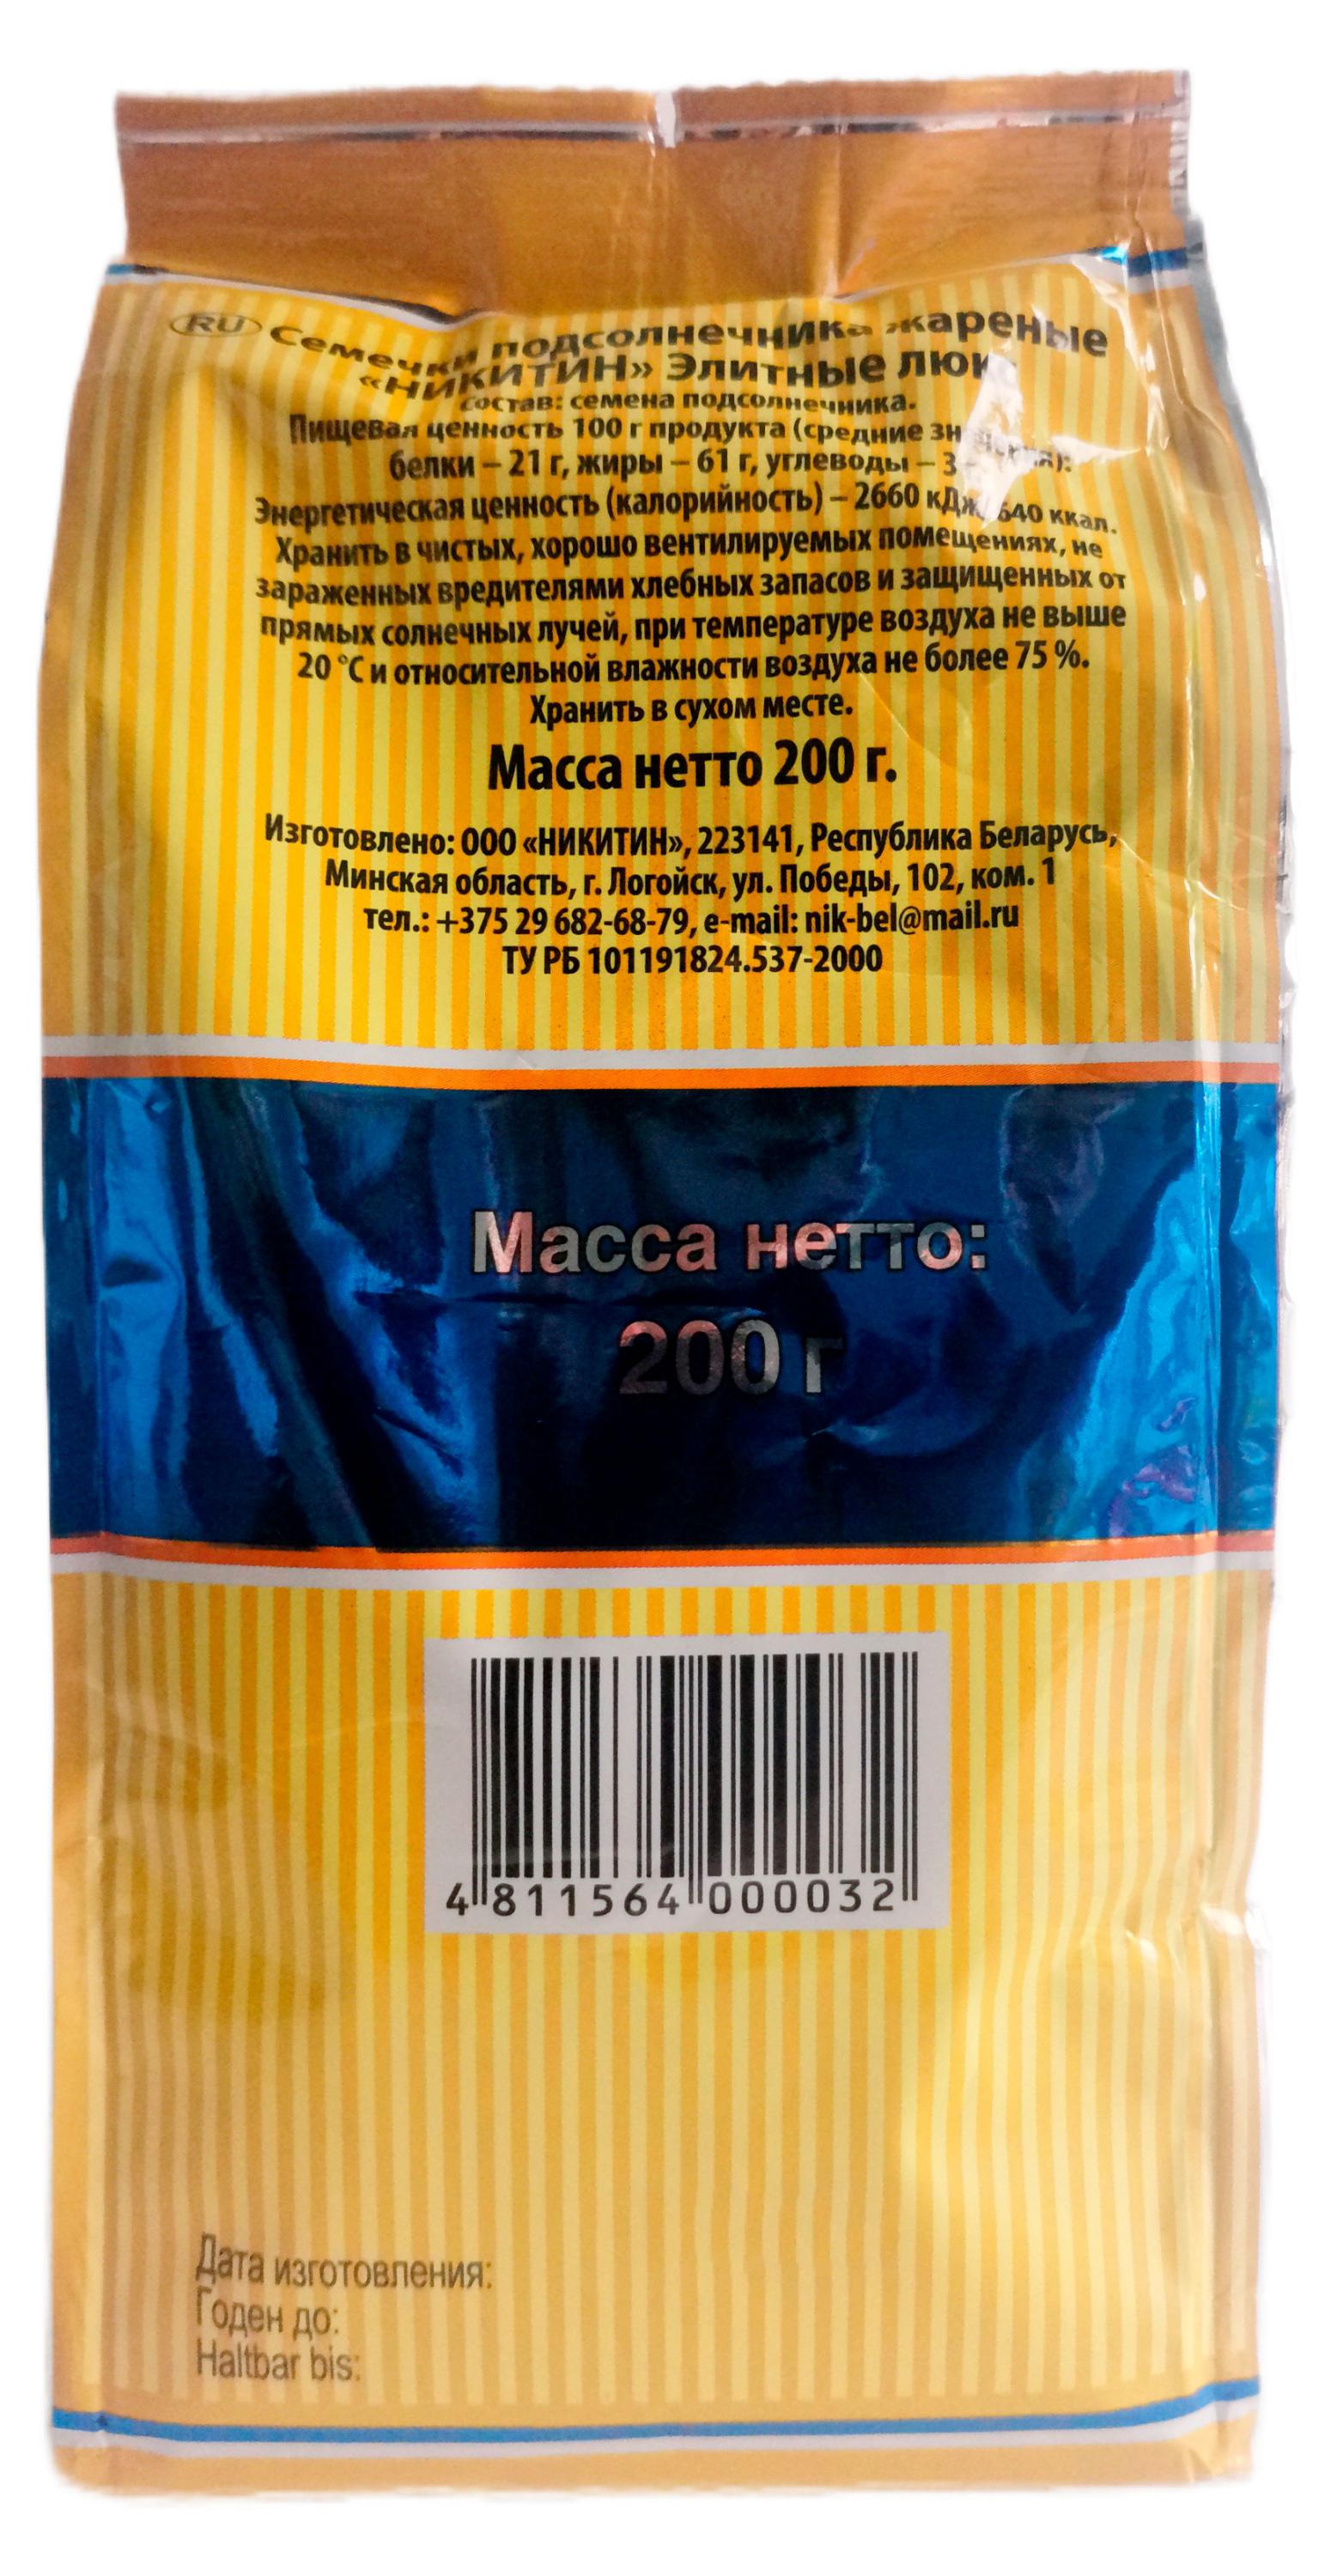 RU Семечки подсолнечника жареные
«НИКИТИН» Элитные люкс
Состав: семена подсолнечника.
Пищевая ценность 100 г продукта (средние значения):
белки – 21 г, жиры – 61 г, углеводы –
Энергетическая ценность (калорийность) – 2660 кДж, 640 ккал.
Хранить в чистых, хорошо вентилируемых помещениях, не
зараженных вредителями хлебных запасов и защищенных от
прямых солнечных лучей, при температуре воздуха не выше
20 °С и относительной влажности воздуха не более 75 %.
Хранить в сухом месте.
Масса нетто 200 г.
Изготовлено: ООО «НИКИТИН», 223141, Республика Беларусь,
Минская область, г. Логойск, ул. Победы, 102, ком. 1
тел.: +375 29 682-68-79, e-mail: nik-bel@mail.ru
ТУ РБ 101191824.537-2000
Масса нетто:
200 г
4 811564 000032
Дата изготовления:
Годен до:
Haltbar bis: